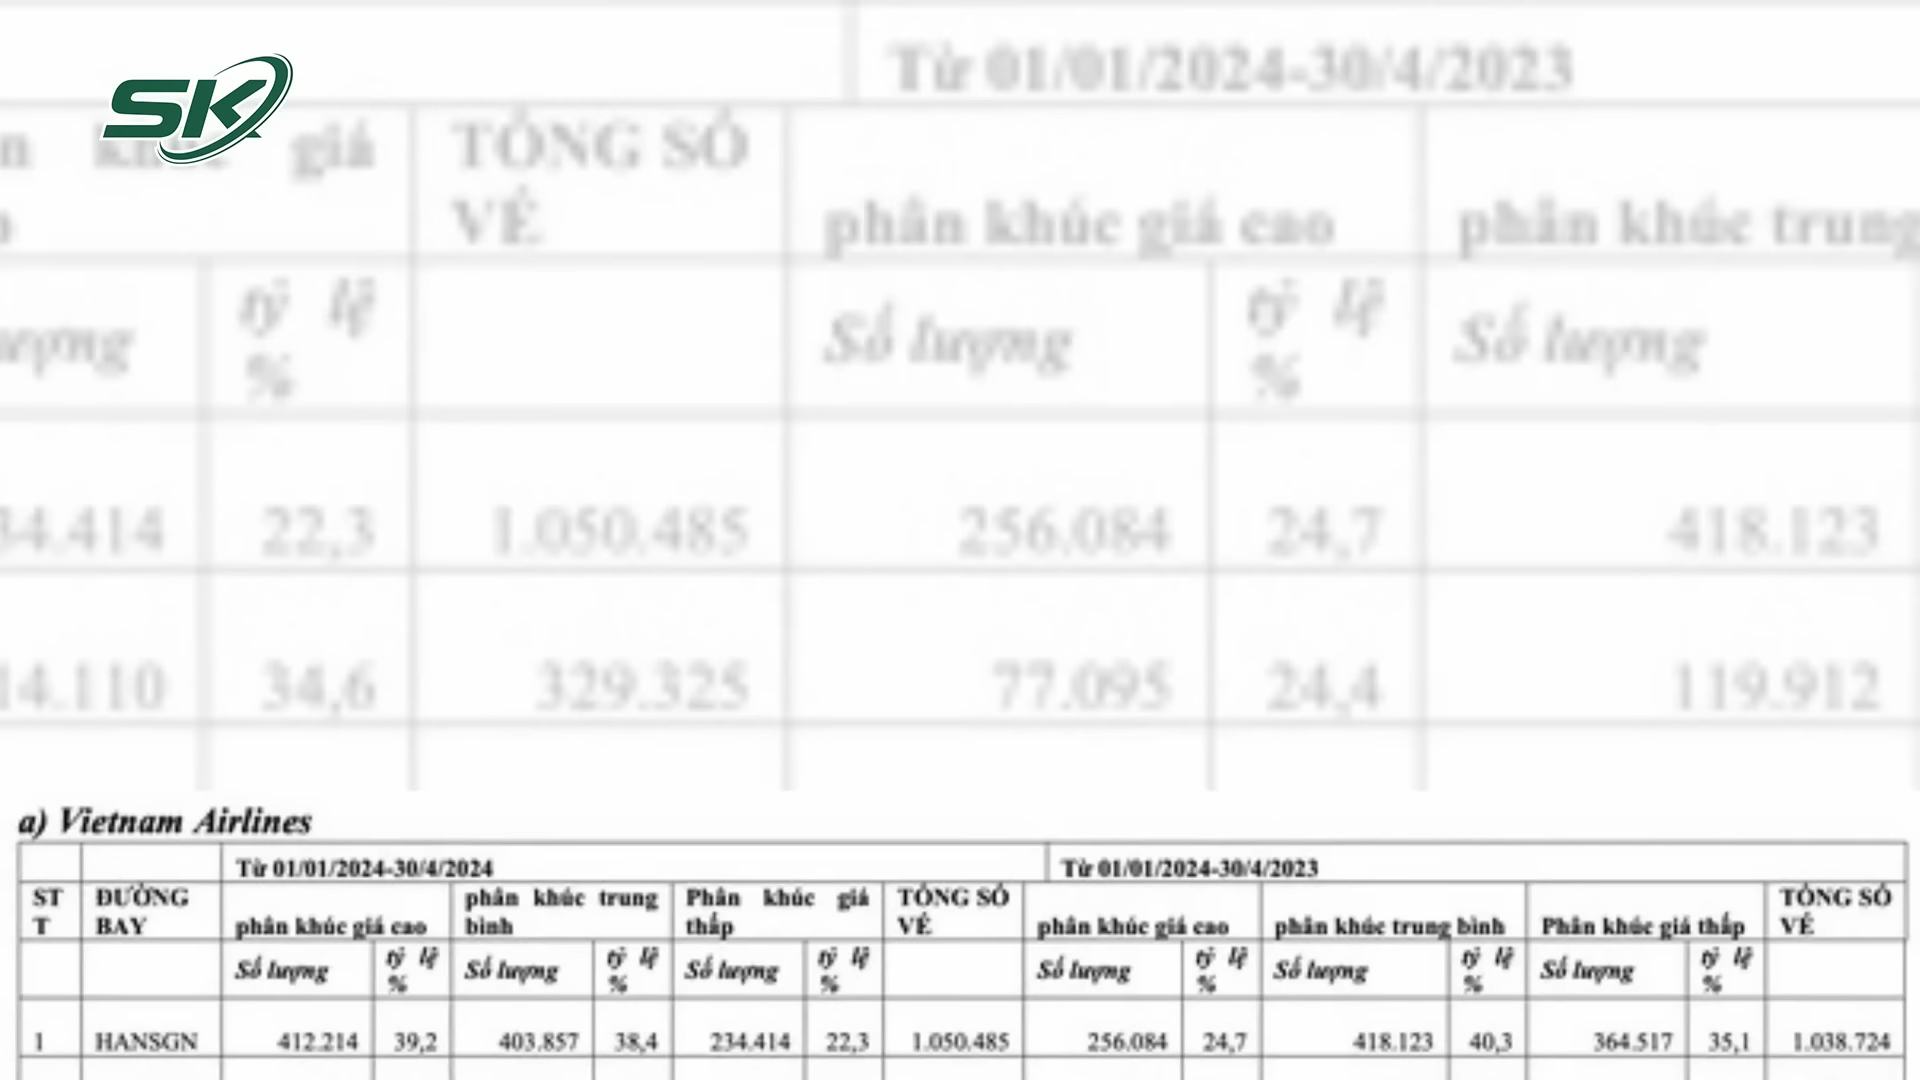 SK
Từ 01/01/2024-30/4/2023
giá
TỔNG SỐ
VÉ
phân khúc giá cao
phân khúc trung
tỷ lệ
%
Số lượng
tỷ lệ
%
Số lượng
34.414 22,3 1.050.485 256.084 24,7 418.123
14.110 34,6 329.325 77.095 24,4 119.912
a) Vietnam Airlines
Từ 01/01/2024-30/4/2024 Từ 01/01/2024-30/4/2023
ST
T
ĐƯỜNG
BAY
phân khúc giá cao
phân khúc trung
bình
Phân khúc giá
thấp
TỔNG SỐ
VÉ
phân khúc giá cao
phân khúc trung bình
Phân khúc giá thấp
TỔNG SỐ
VÉ
Số lượng
tỷ lệ
%
Số lượng
tỷ lệ
%
Số lượng
tỷ lệ
%
Số lượng
tỷ lệ
%
Số lượng
tỷ lệ
%
Số lượng
tỷ lệ
%
1 HANSGN 412.214 39,2 403.857 38,4 234.414 22,3 1.050.485 256.084 24,7 418.123 40,3 364.517 35,1 1.038.724